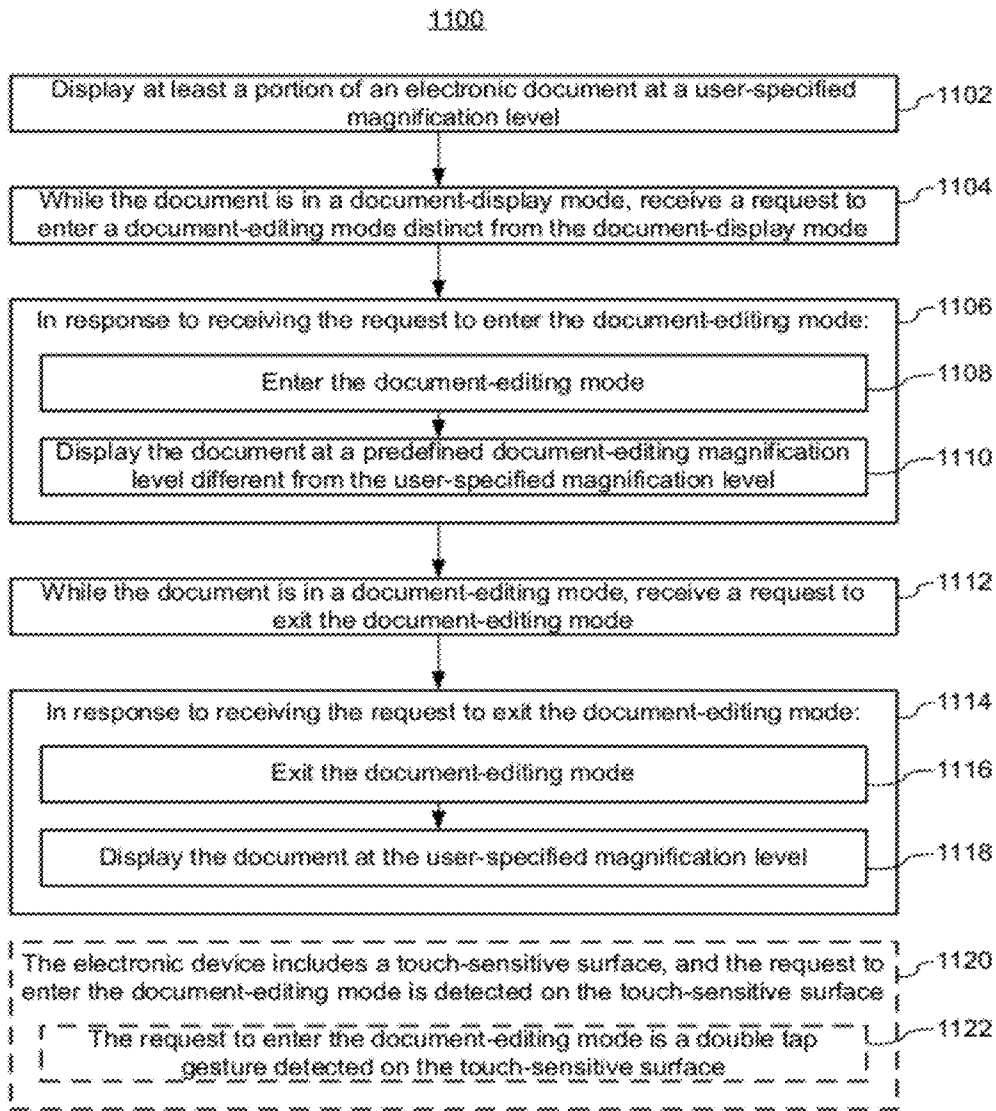 1100
Display at least a portion of an electronic document at a user-specified
magnification level
1102
While the document is in a document-display mode, receive a request to
enter a document-editing mode distinct from the document-display mode
1104
In response to receiving the request to enter the document-editing mode:
1106
Enter the document-editing mode
1108
Display the document at a predefined document-editing magnification
level different from the user-specified magnification level
1110
While the document is in a document-editing mode, receive a request to
exit the document-editing mode
1112
In response to receiving the request to exit the document-editing mode:
1114
Exit the document-editing mode
1116
Display the document at the user-specified magnification level
1118
The electronic device includes a touch-sensitive surface, and the request to
enter the document-editing mode is detected on the touch-sensitive surface
1120
The request to enter the document-editing mode is a double tap
gesture detected on the touch-sensitive surface
1122